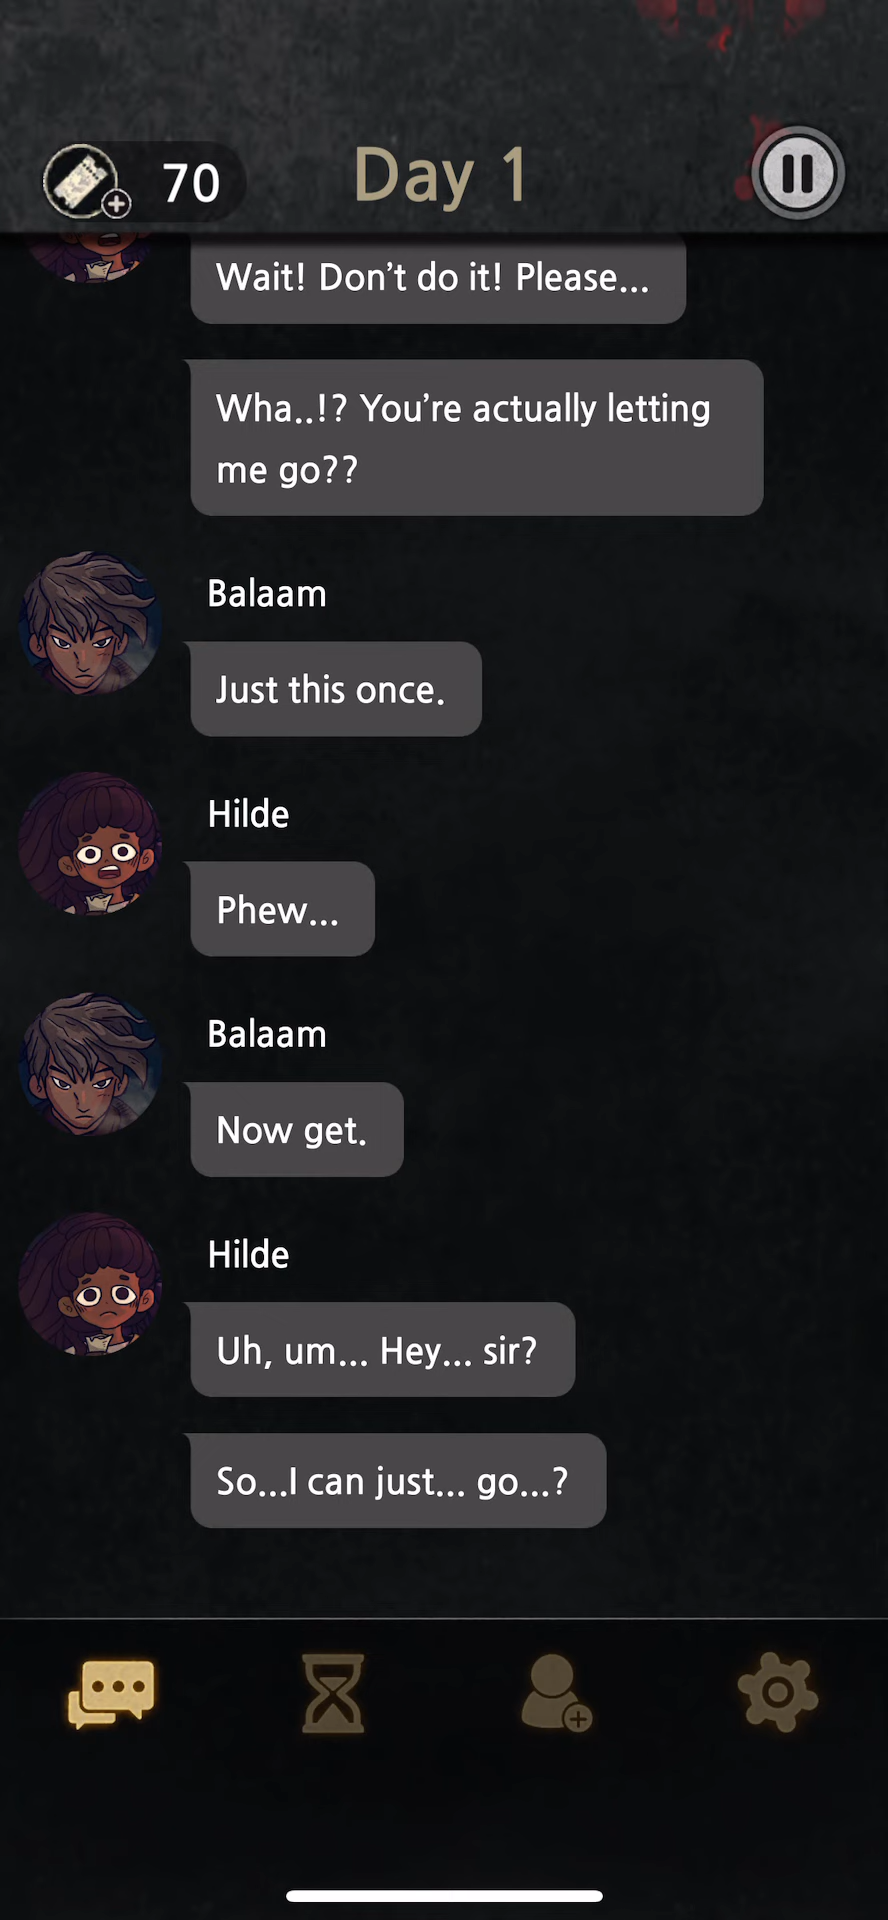 70
Day 1
Wait! Don't do it! Please...
Wha..!? You're actually letting
me go??
Balaam
Just this once.
Hilde
Phew...
Balaam
Now get.
Hilde
Uh, um... Hey... sir?
So...I can just... go...?